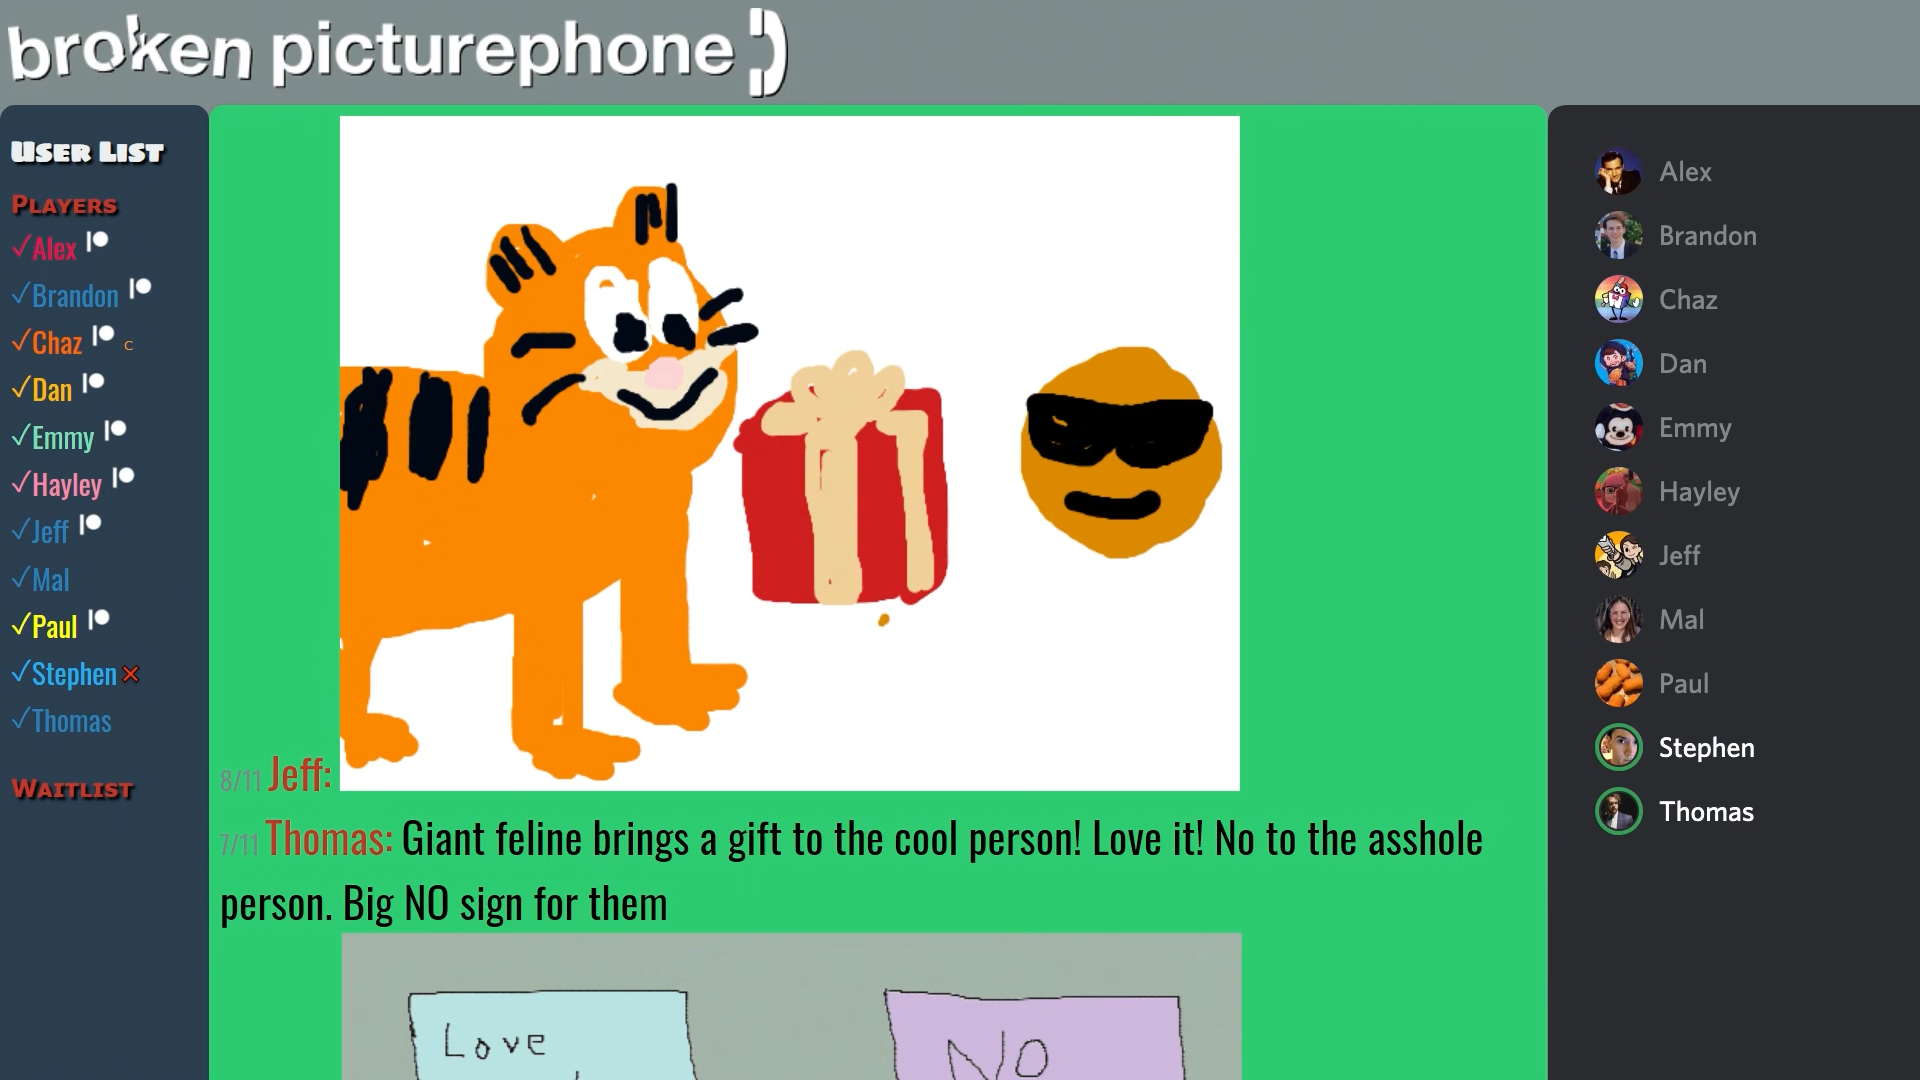 broken picturephone
USER LIST
PLAYERS
✓Alex
✓Brandon
✓Chaz c
✓Dan
✓Emmy
✓Hayley
✓Jeff
✓Mal
✓Paul
✓Stephen ✕
✓Thomas
WAITLIST
8/11 Jeff:
7/11 Thomas: Giant feline brings a gift to the cool person! Love it! No to the asshole
person. Big NO sign for them
Love
NO
Alex
Brandon
Chaz
Dan
Emmy
Hayley
Jeff
Mal
Paul
Stephen
Thomas